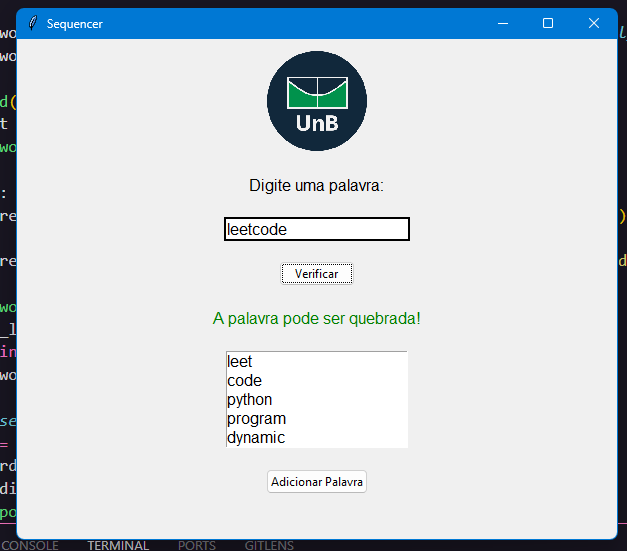 Sequencer
UnB
Digite uma palavra:
leetcode
Verificar
A palavra pode ser quebrada!
leet
code
python
program
dynamic
Adicionar Palavra
CONSOLE TERMINAL PORTS GITLENS